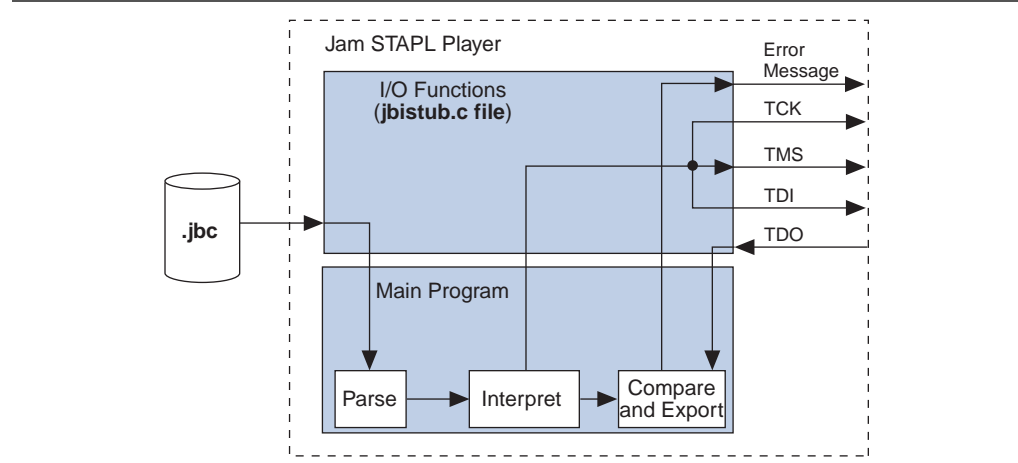 Jam STAPL Player
I/O Functions
(jbistub.c file)
Error
Message
TCK
TMS
TDI
TDO
.jbc
Main Program
Parse
Interpret
Compare
and Export